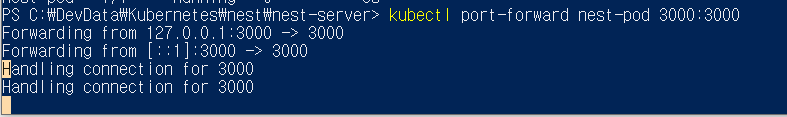 PS C:₩DevData₩Kubernetes₩nest₩nest-server> kubectl port-forward nest-pod 3000:3000
Forwarding from 127.0.0.1:3000 -> 3000
Forwarding from [::1]:3000 -> 3000
Handling connection for 3000
Handling connection for 3000